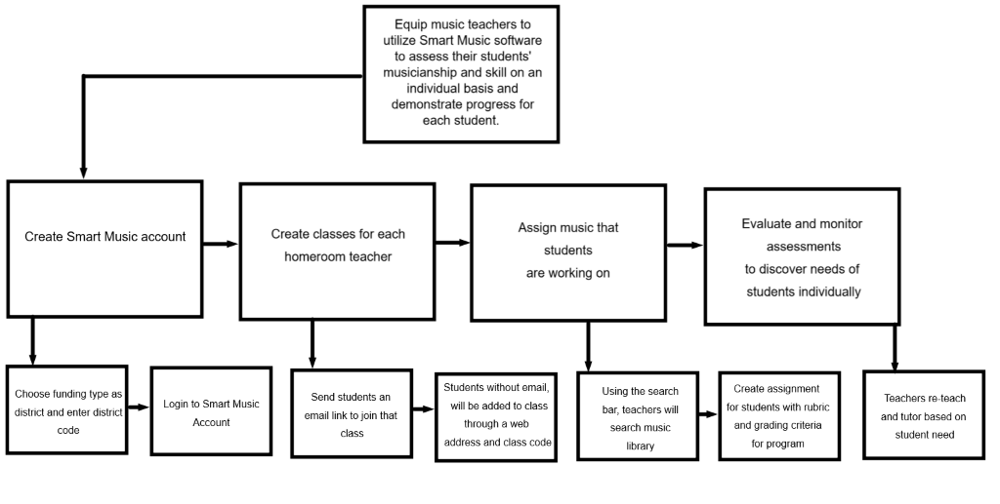 Equip music teachers to
utilize Smart Music software
to assess their students'
musicianship and skill on an
individual basis and
demonstrate progress for
each student.
Create Smart Music account
Create classes for each
homeroom teacher
Assign music that
students
are working on
Evaluate and monitor
assessments
to discover needs of
students individually
Choose funding type as
district and enter district
code
Login to Smart Music
Account
Send students an
email link to join that
class
Students without email,
will be added to class
through a web
address and class code
Using the search
bar, teachers will
search music
library
Create assignment
for students with rubric
and grading criteria
for program
Teachers re-teach
and tutor based on
student need